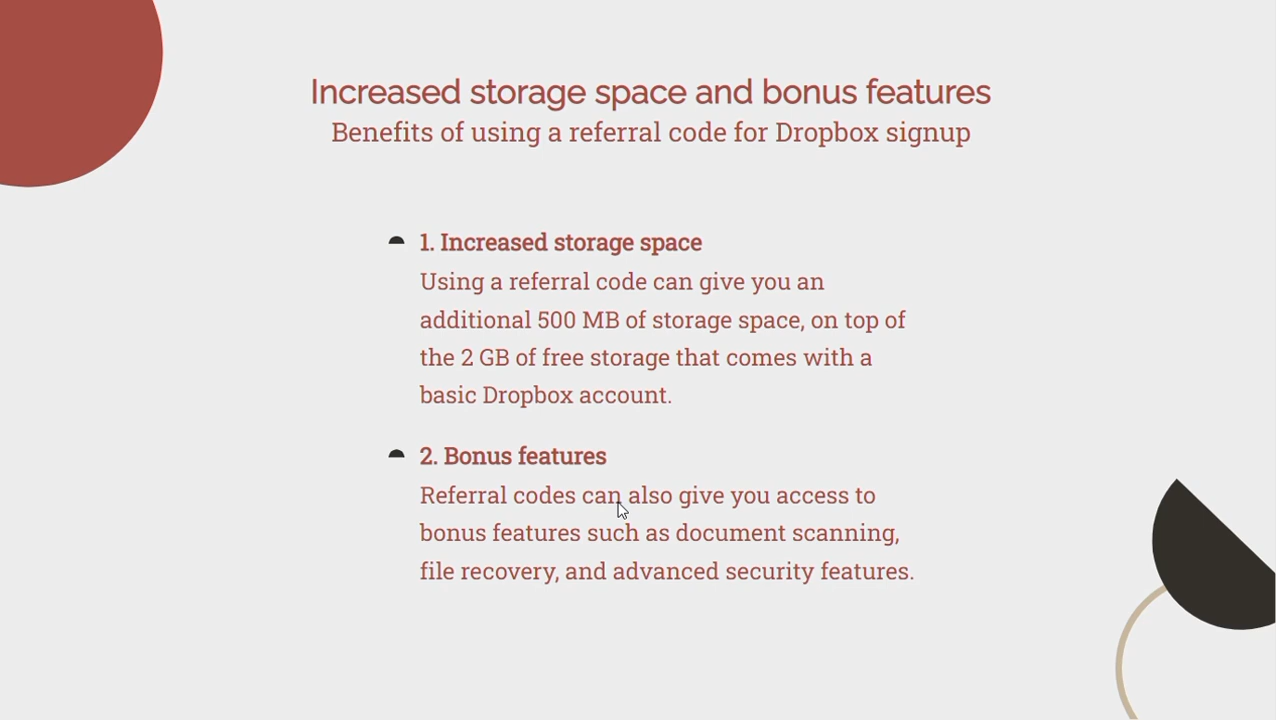 Increased storage space and bonus features
Benefits of using a referral code for Dropbox signup
1. Increased storage space
Using a referral code can give you an
additional 500 MB of storage space, on top of
the 2 GB of free storage that comes with a
basic Dropbox account.
2. Bonus features
Referral codes can also give you access to
bonus features such as document scanning,
file recovery, and advanced security features.